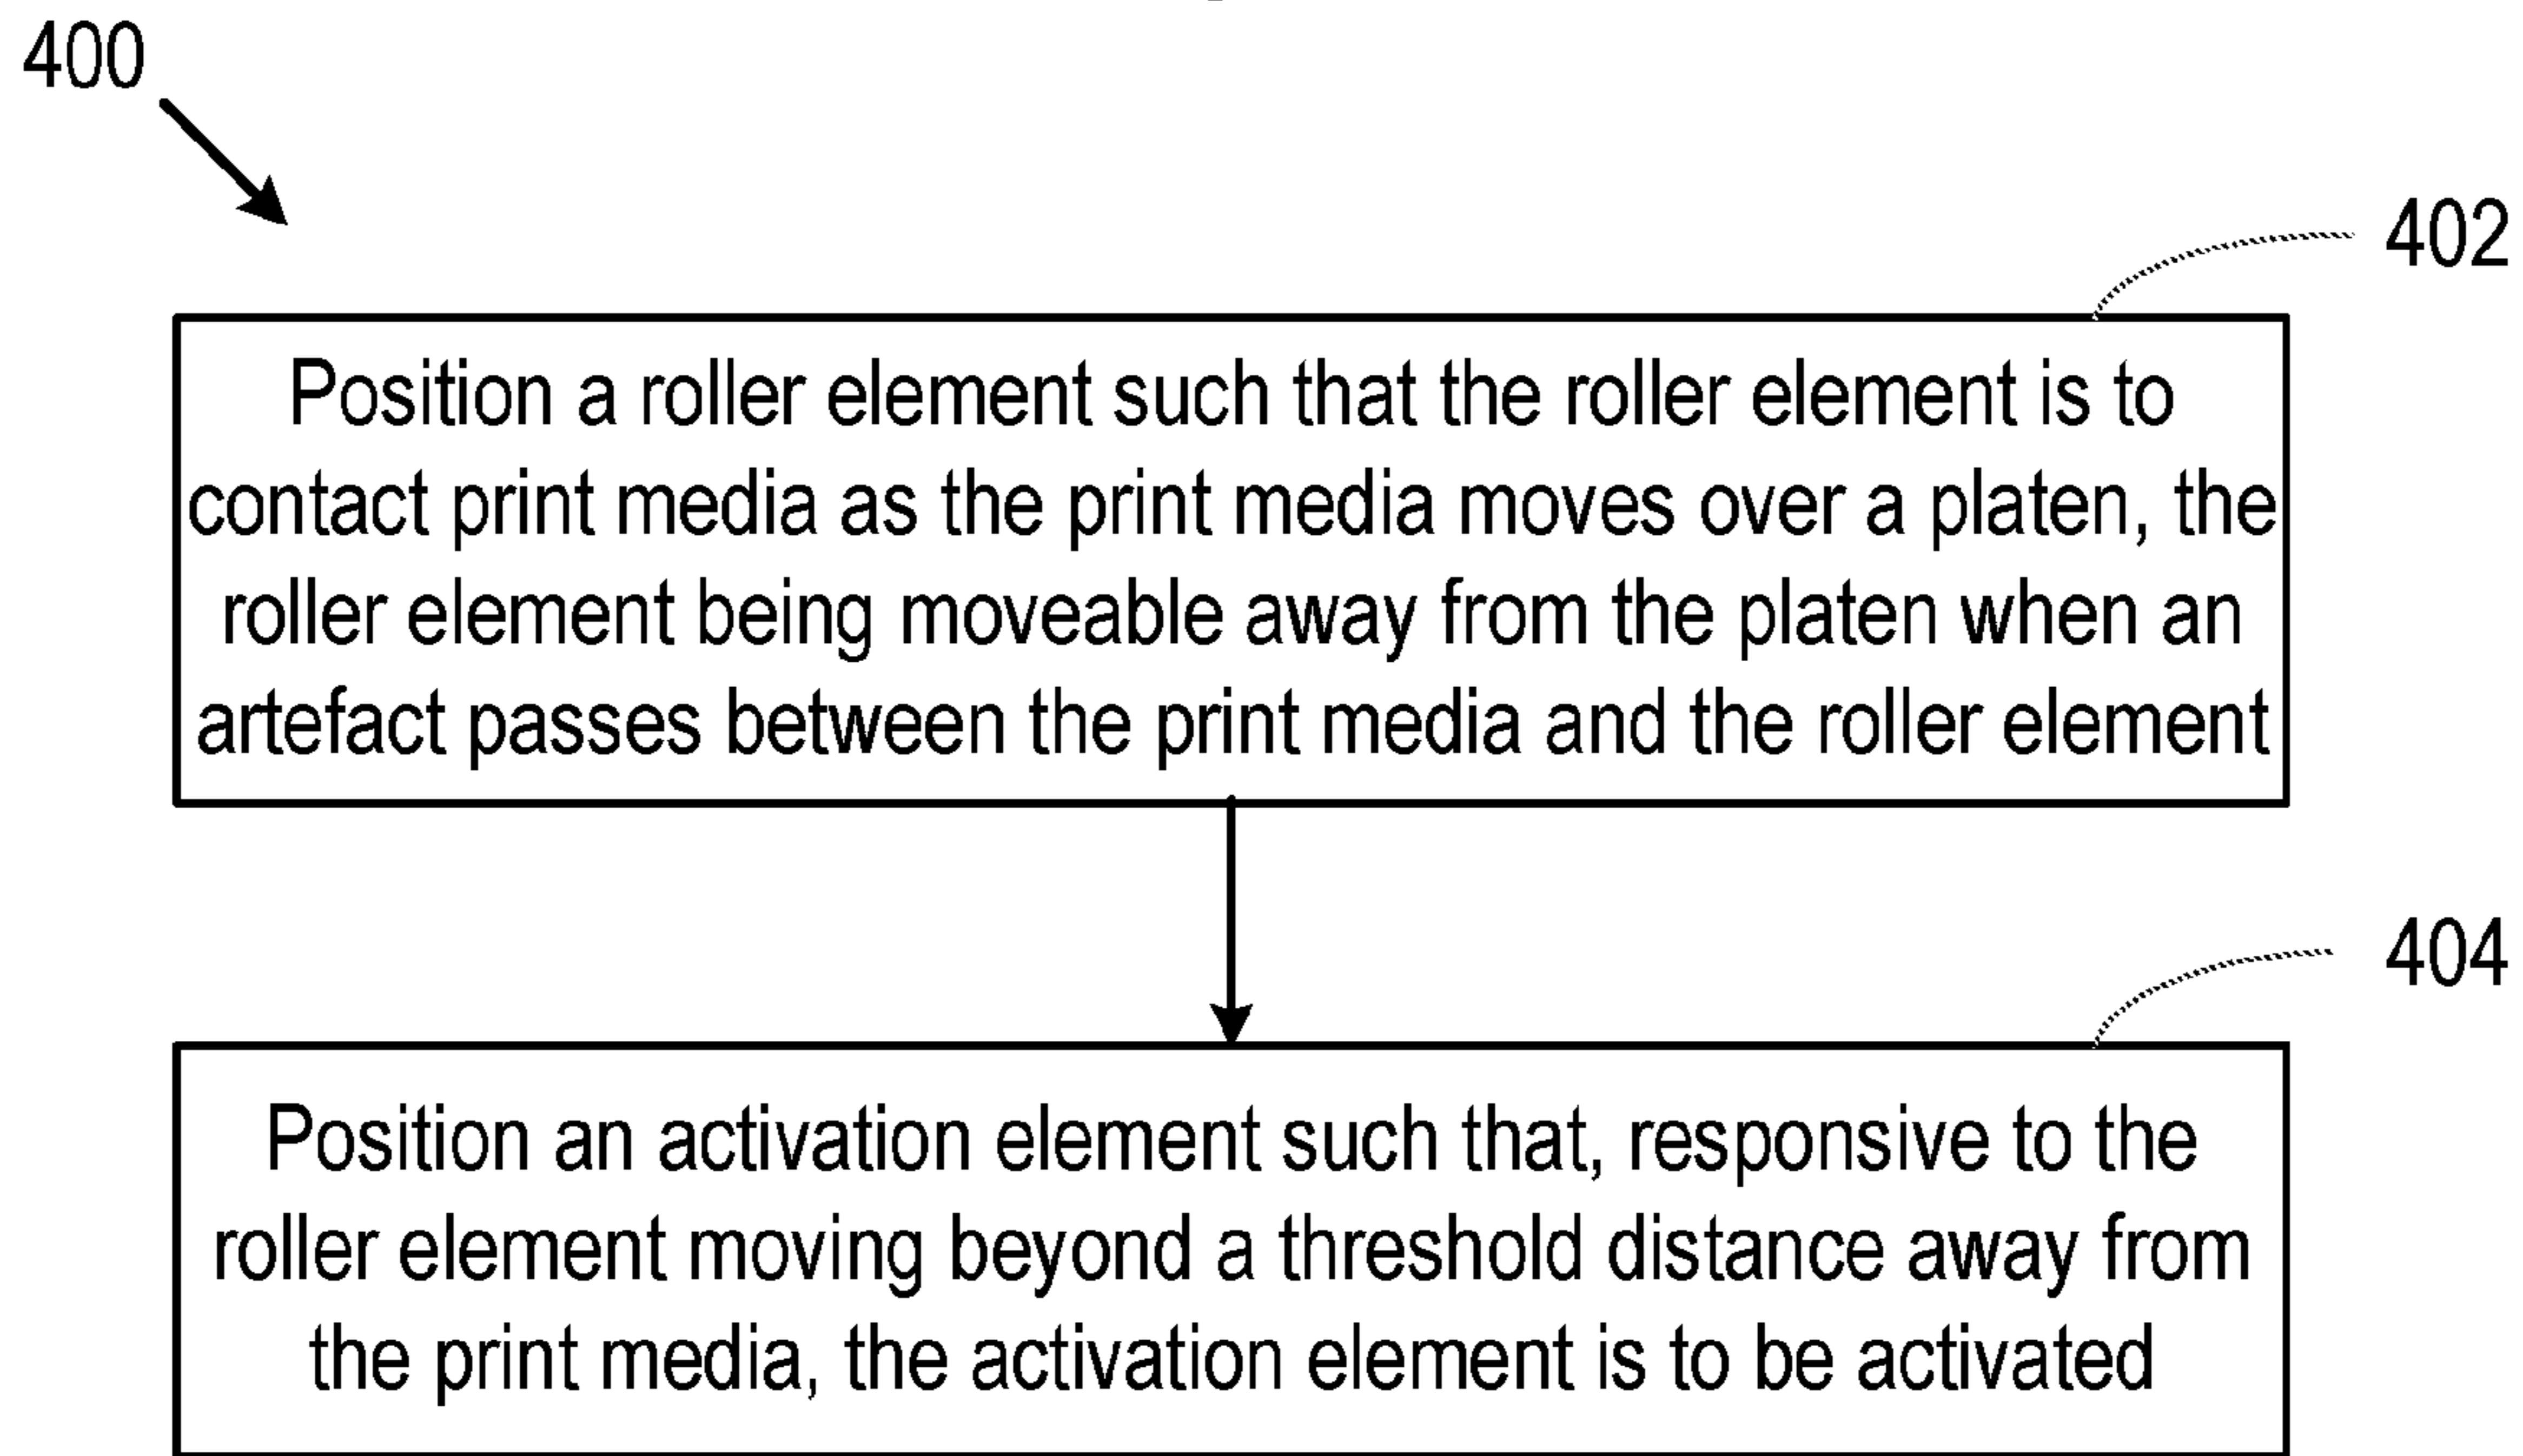 400
402
Position a roller element such that the roller element is to
contact print media as the print media moves over a platen, the
roller element being moveable away from the platen when an
artefact passes between the print media and the roller element
404
Position an activation element such that, responsive to the
roller element moving beyond a threshold distance away from
the print media, the activation element is to be activated